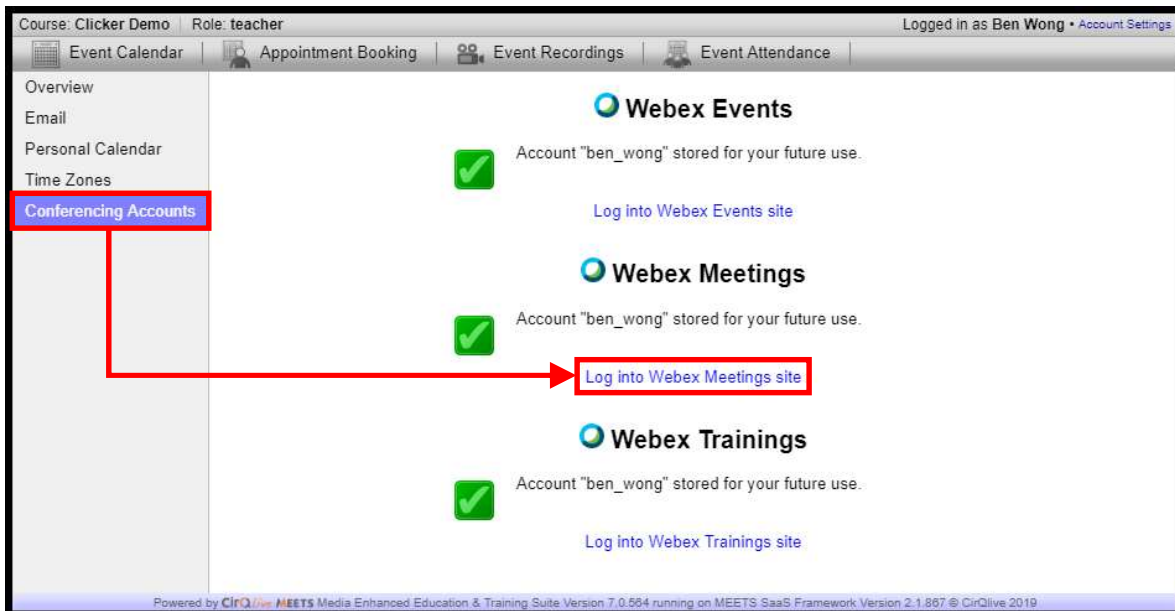 Course: Clicker Demo | Role: teacher
Logged in as Ben Wong • Account Settings
Event Calendar | Appointment Booking | Event Recordings | Event Attendance |
Overview
Email
Personal Calendar
Time Zones
Conferencing Accounts
Webex Events
Account "ben_wong" stored for your future use.
Log into Webex Events site
Webex Meetings
Account "ben_wong" stored for your future use.
Log into Webex Meetings site
Webex Trainings
Account "ben_wong" stored for your future use.
Log into Webex Trainings site
Powered by CirQlive MEETS Media Enhanced Education & Training Suite Version 7.0.564 running on MEETS SaaS Framework Version 2.1.867 © CirQlive 2019